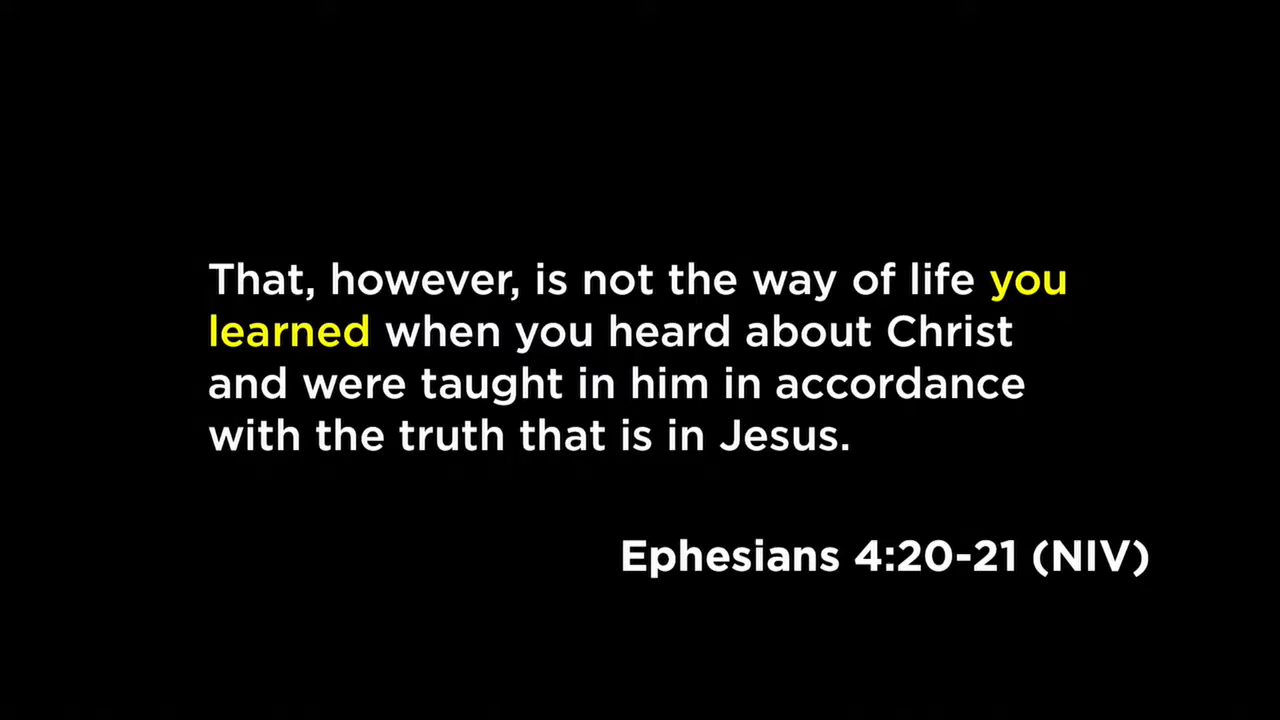 That, however, is not the way of life you
learned when you heard about Christ
and were taught in him in accordance
with the truth that is in Jesus.
Ephesians 4:20-21 (NIV)